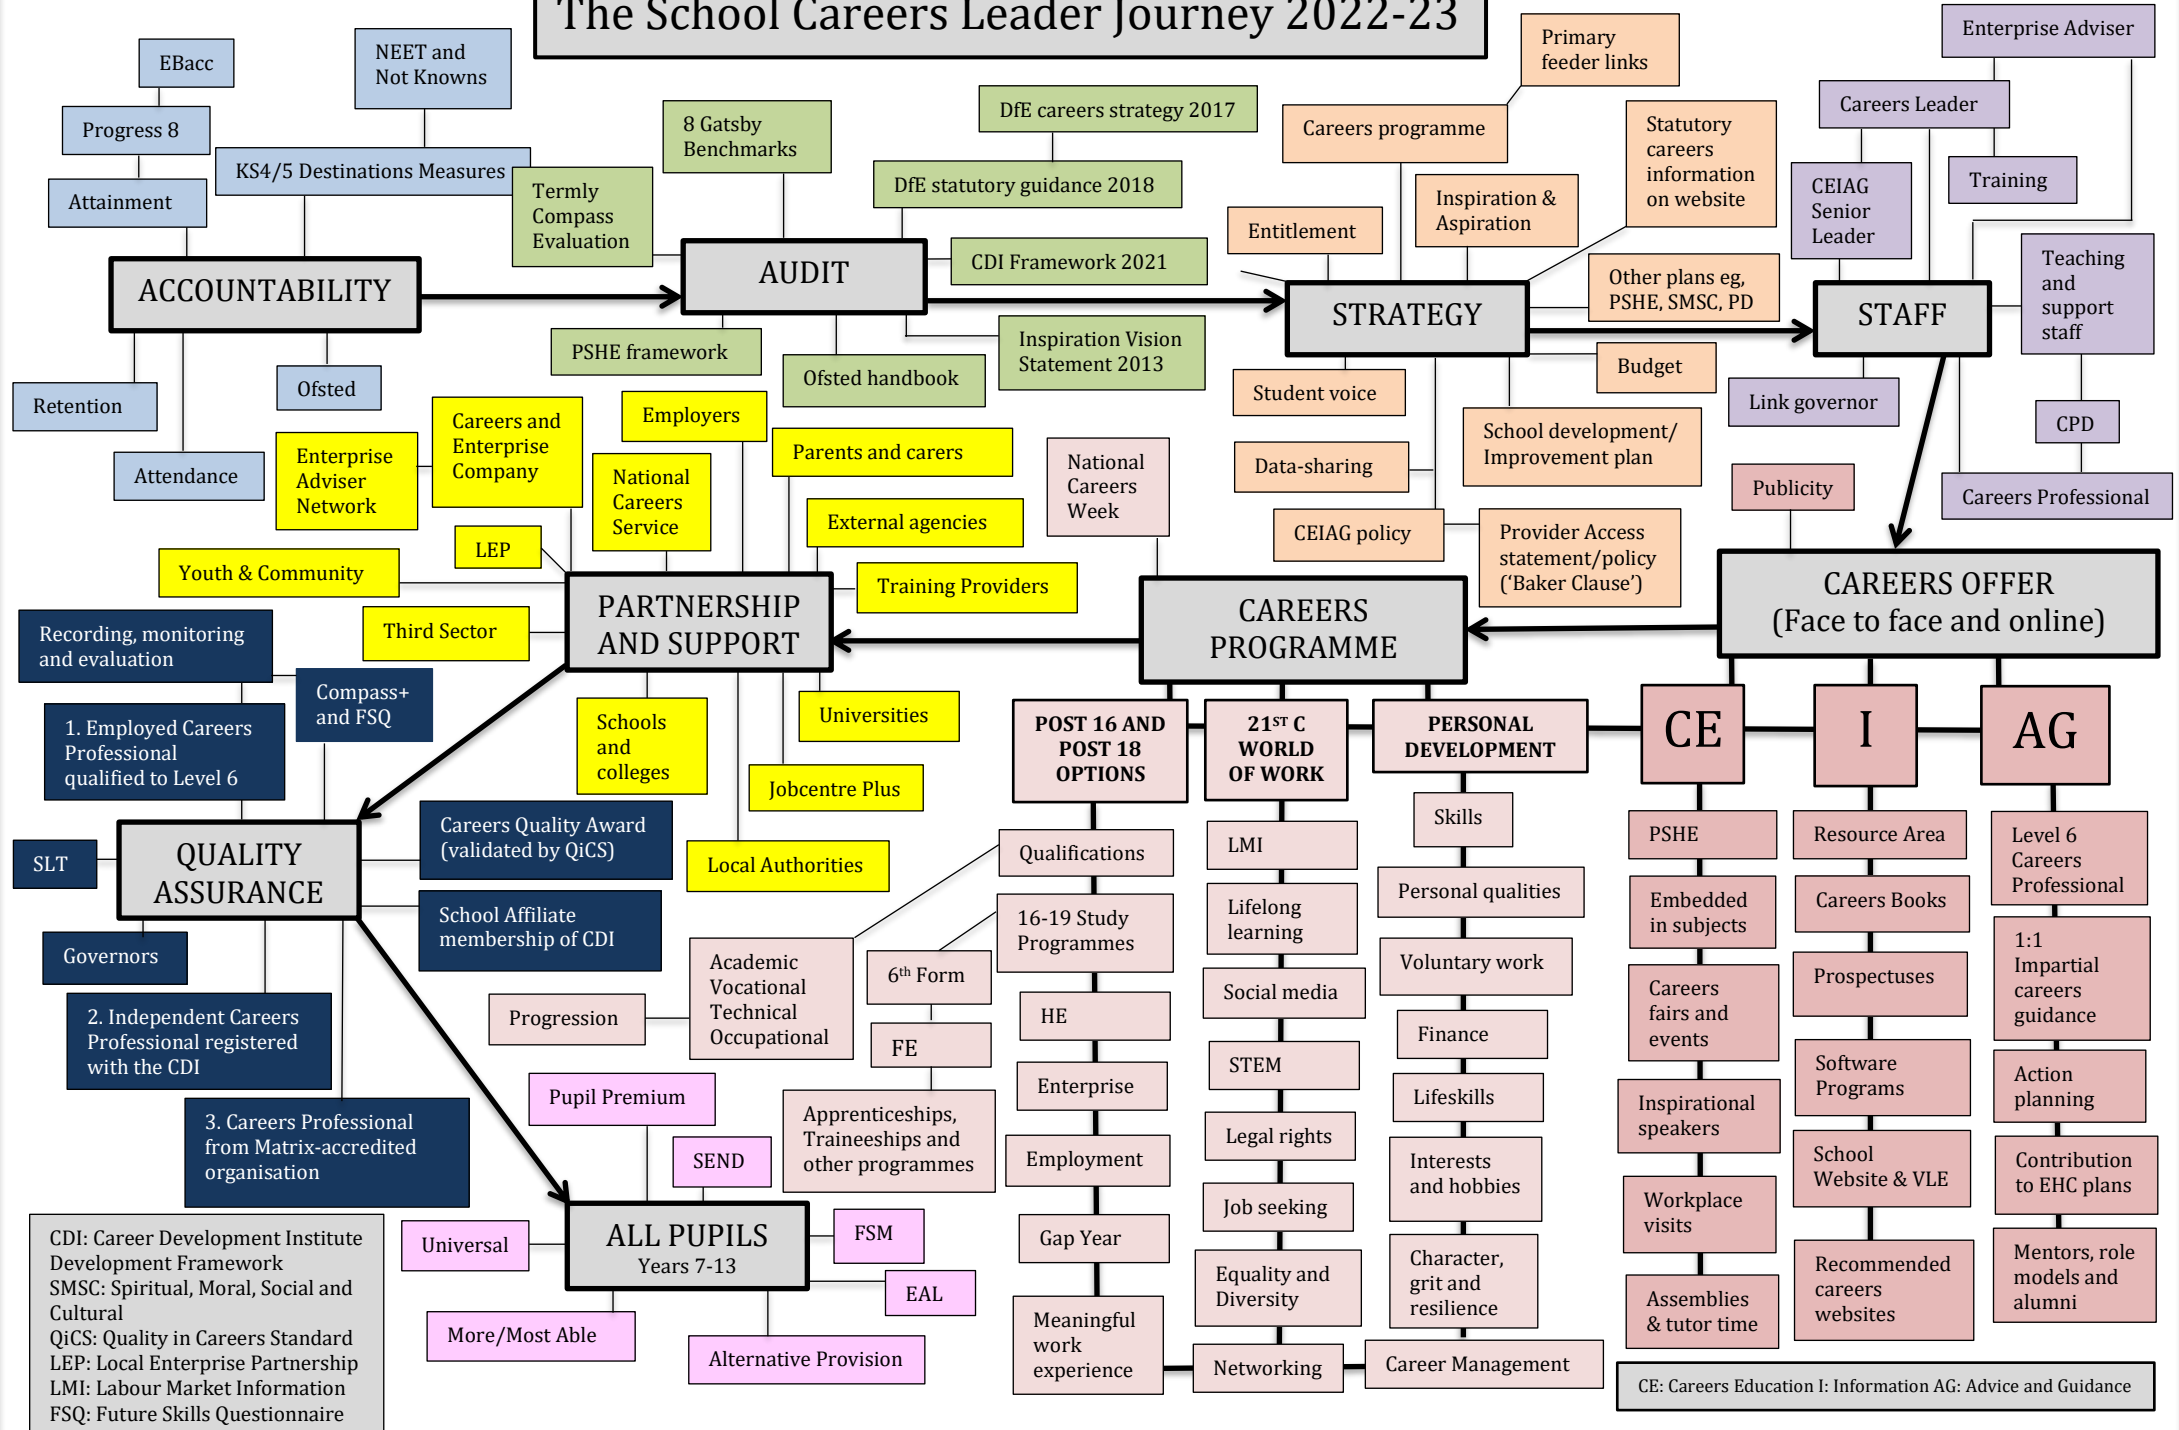 The School Careers Leader Journey 2022-23
EBacc
Progress 8
Attainment
NEET and
Not Knowns
KS4/5 Destinations Measures
ACCOUNTABILITY
Retention
Attendance
Ofsted
8 Gatsby
Benchmarks
Termly
Compass
Evaluation
DfE careers strategy 2017
DfE statutory guidance 2018
CDI Framework 2021
AUDIT
PSHE framework
Ofsted handbook
Inspiration Vision
Statement 2013
Primary
feeder links
Careers programme
Statutory
careers
information
on website
Inspiration &
Aspiration
Entitlement
Other plans eg,
PSHE, SMSC, PD
STRATEGY
Budget
Student voice
School development/
Improvement plan
Data-sharing
CEIAG policy
Provider Access
statement/policy
(‘Baker Clause’)
Enterprise Adviser
Careers Leader
Training
CEIAG
Senior
Leader
Teaching
and
support
staff
STAFF
Link governor
CPD
Careers Professional
Publicity
CAREERS OFFER
(Face to face and online)
National
Careers
Week
CAREERS
PROGRAMME
Employers
Careers and
Enterprise
Company
Enterprise
Adviser
Network
National
Careers
Service
Parents and carers
External agencies
LEP
Youth & Community
Training Providers
Third Sector
PARTNERSHIP
AND SUPPORT
Schools
and
colleges
Universities
Jobcentre Plus
Local Authorities
Recording, monitoring
and evaluation
Compass+
and FSQ
1. Employed Careers
Professional
qualified to Level 6
SLT
QUALITY
ASSURANCE
Careers Quality Award
(validated by QiCS)
School Affiliate
membership of CDI
Governors
2. Independent Careers
Professional registered
with the CDI
3. Careers Professional
from Matrix-accredited
organisation
Pupil Premium
SEND
Universal
ALL PUPILS
Years 7-13
FSM
EAL
More/Most Able
Alternative Provision
POST 16 AND
POST 18
OPTIONS
Qualifications
16-19 Study
Programmes
HE
Enterprise
Employment
Gap Year
Meaningful
work
experience
Academic
Vocational
Technical
Occupational
Progression
6th Form
FE
Apprenticeships,
Traineeships and
other programmes
21ST C
WORLD
OF WORK
LMI
Lifelong
learning
Social media
STEM
Legal rights
Job seeking
Equality and
Diversity
Networking
PERSONAL
DEVELOPMENT
Skills
Personal qualities
Voluntary work
Finance
Lifeskills
Interests
and hobbies
Character,
grit and
resilience
Career Management
CE
PSHE
Embedded
in subjects
Careers
fairs and
events
Inspirational
speakers
Workplace
visits
Assemblies
& tutor time
I
Resource Area
Careers Books
Prospectuses
Software
Programs
School
Website & VLE
Recommended
careers
websites
AG
Level 6
Careers
Professional
1:1
Impartial
careers
guidance
Action
planning
Contribution
to EHC plans
Mentors, role
models and
alumni
CDI: Career Development Institute
Development Framework
SMSC: Spiritual, Moral, Social and
Cultural
QiCS: Quality in Careers Standard
LEP: Local Enterprise Partnership
LMI: Labour Market Information
FSQ: Future Skills Questionnaire
CE: Careers Education I: Information AG: Advice and Guidance